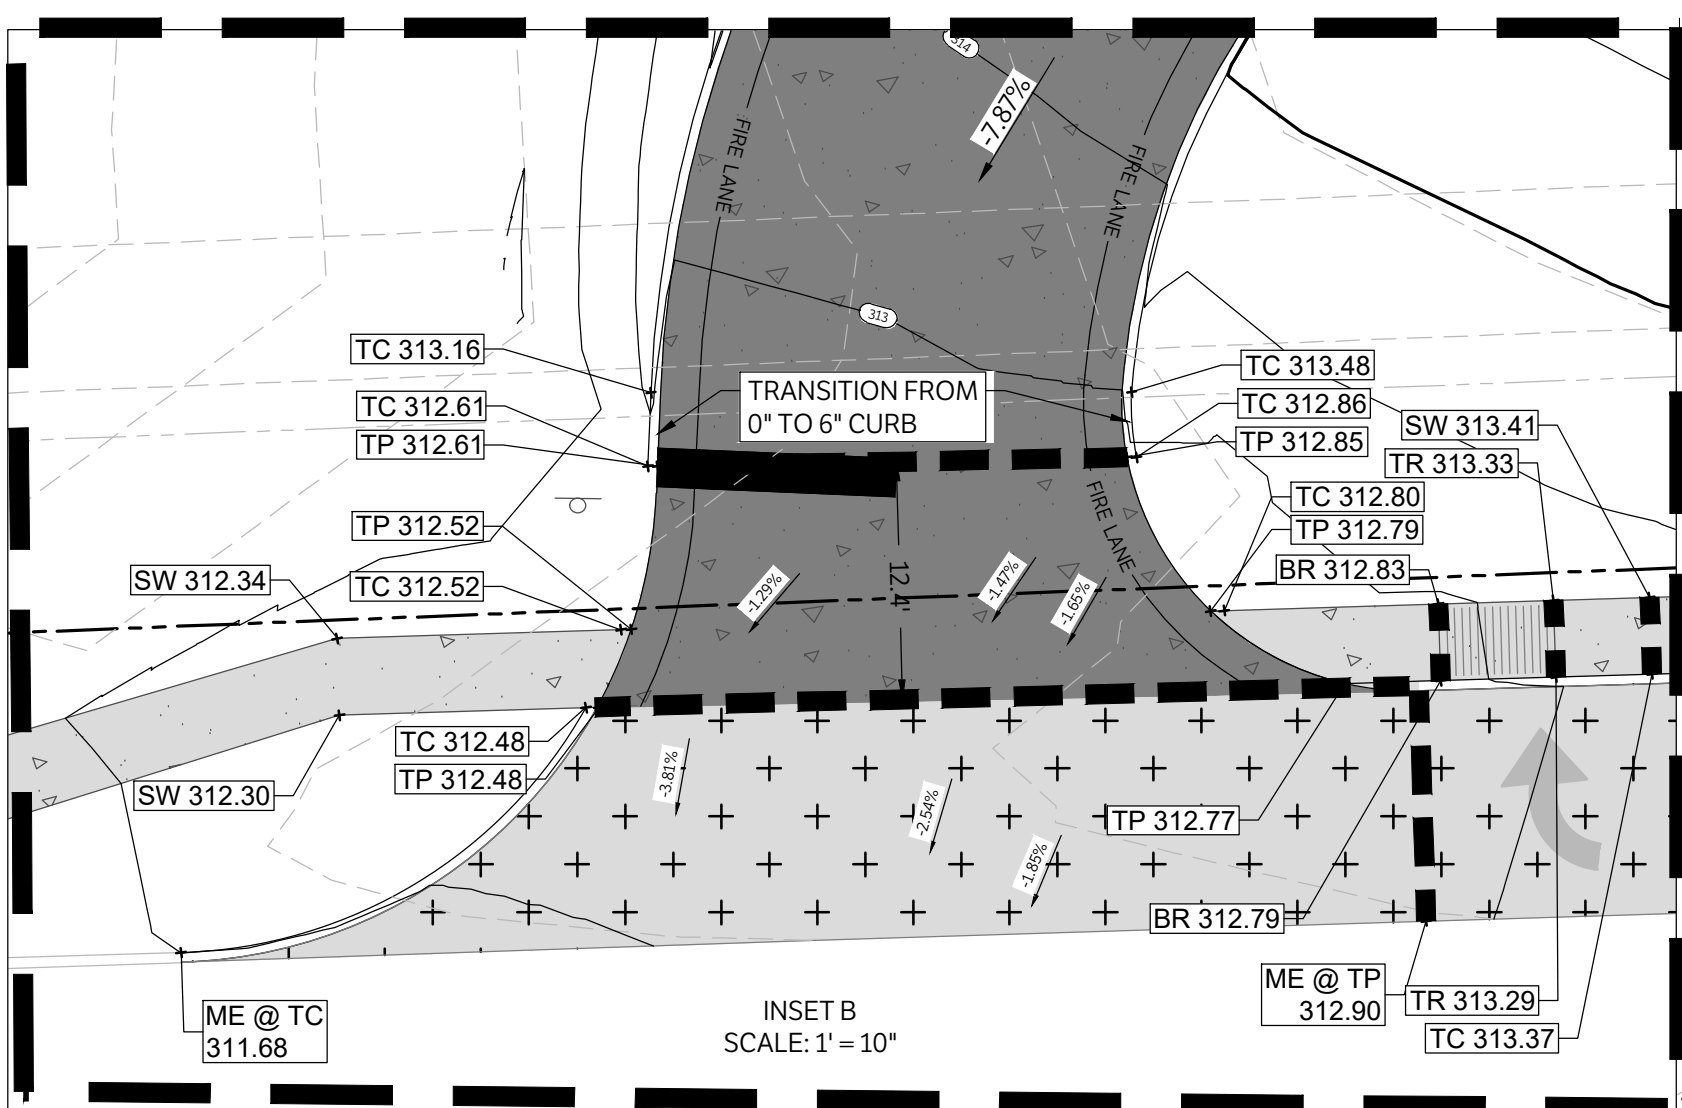 314
-7.87%
FIRE LANE
FIRE LANE
313
TC 313.16
TC 312.61
TP 312.61
TRANSITION FROM
0" TO 6" CURB
TC 313.48
TC 312.86
TP 312.85
SW 313.41
TR 313.33
TC 312.80
TP 312.79
BR 312.83
TP 312.52
SW 312.34
TC 312.52
FIRE LANE
12.4'
-1.29%
-1.47%
-1.65%
TC 312.48
TP 312.48
SW 312.30
-3.81%
-2.54%
-1.85%
TP 312.77
BR 312.79
ME @ TP
312.90
TR 313.29
TC 313.37
ME @ TC
311.68
INSET B
SCALE: 1' = 10"